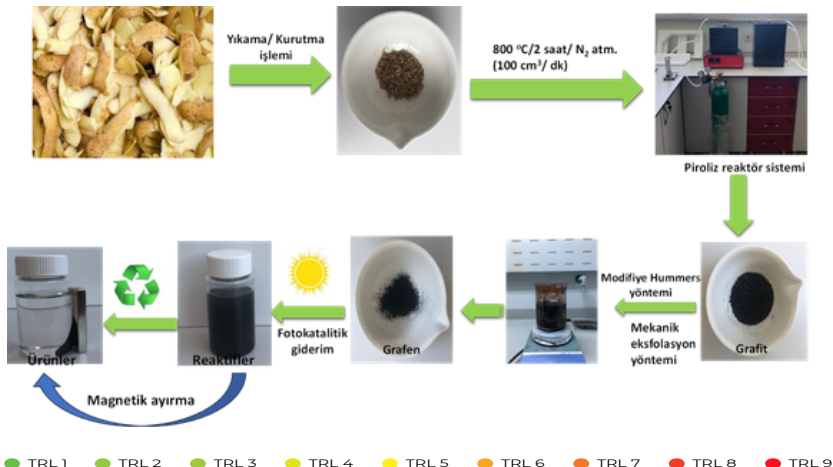 Yıkama/ Kurutma
işlemi
800 ⁰C/2 saat/ N₂ atm.
(100 cm³/ dk)
Piroliz reaktör sistemi
Modifiye Hummers
yöntemi
Mekanik
eksfolasyon
yöntemi
Grafit
Grafen
Fotokatalitik
giderim
Reaktifler
Ürünler
Magnetik ayırma
TRL 1 TRL 2 TRL 3 TRL 4 TRL 5 TRL 6 TRL 7 TRL 8 TRL 9